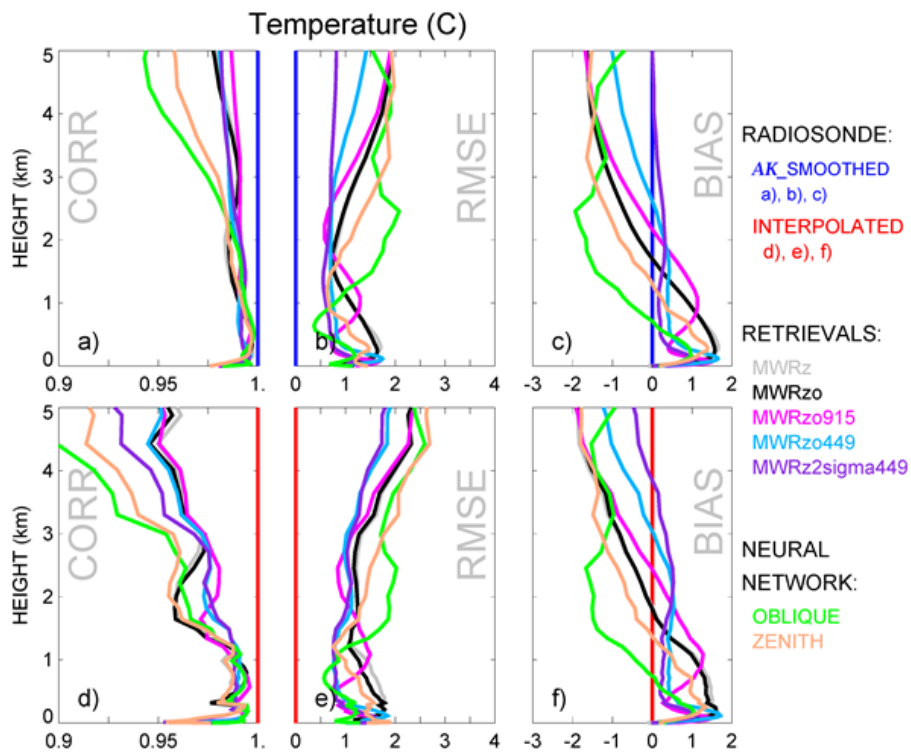 Temperature (C)
5
4
3
2
1
0
HEIGHT (km)
CORR
a)
0.9 0.95 1.
RMSE
b)
0 1 2 3 4
BIAS
c)
-3 -2 -1 0 1 2
5
4
3
2
1
0
HEIGHT (km)
CORR
d)
0.9 0.95 1.
RMSE
e)
0 1 2 3 4
BIAS
f)
-3 -2 -1 0 1 2
RADIOSONDE:
AK_SMOOTHED
a), b), c)
INTERPOLATED
d), e), f)
RETRIEVALS:
MWRz
MWRzo
MWRzo915
MWRzo449
MWRz2sigma449
NEURAL
NETWORK:
OBLIQUE
ZENITH